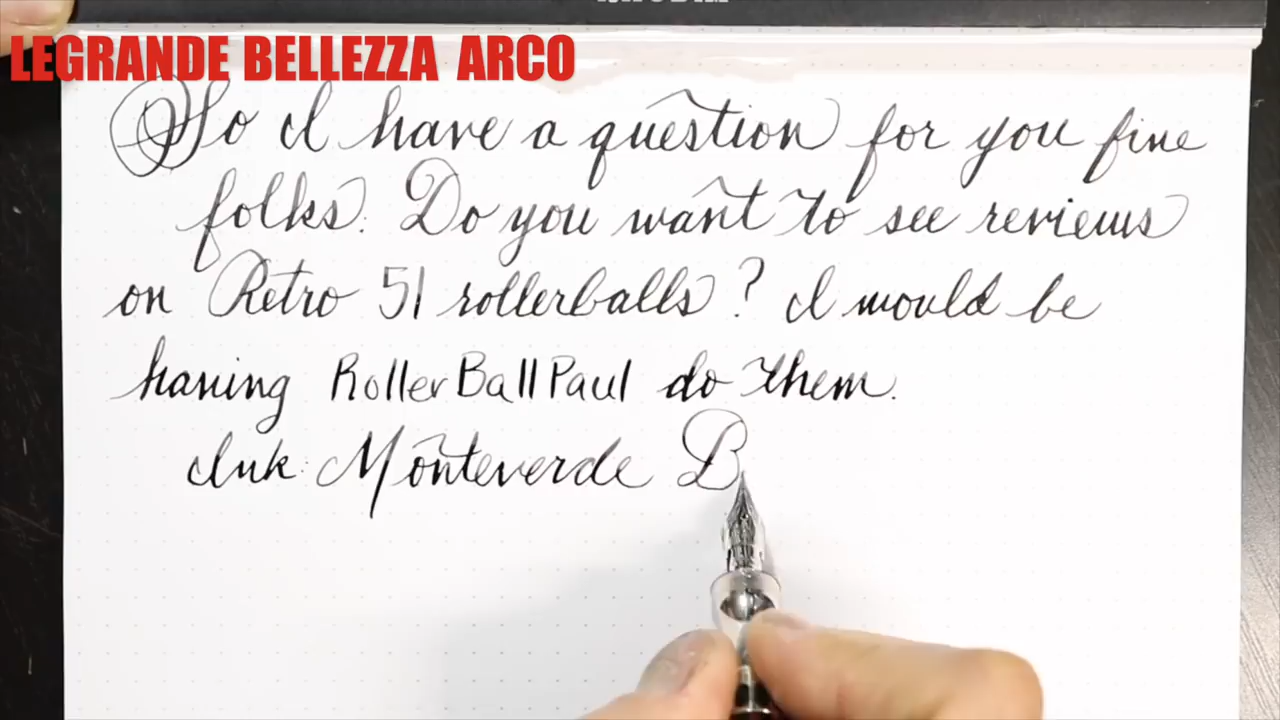 LEGRANDE BELLEZZA ARCO
So I have a question for you fine
folks. Do you want to see reviews
on Retro 51 rollerballs? I would be
having RollerBallPaul do them.
Ink: Monteverde B